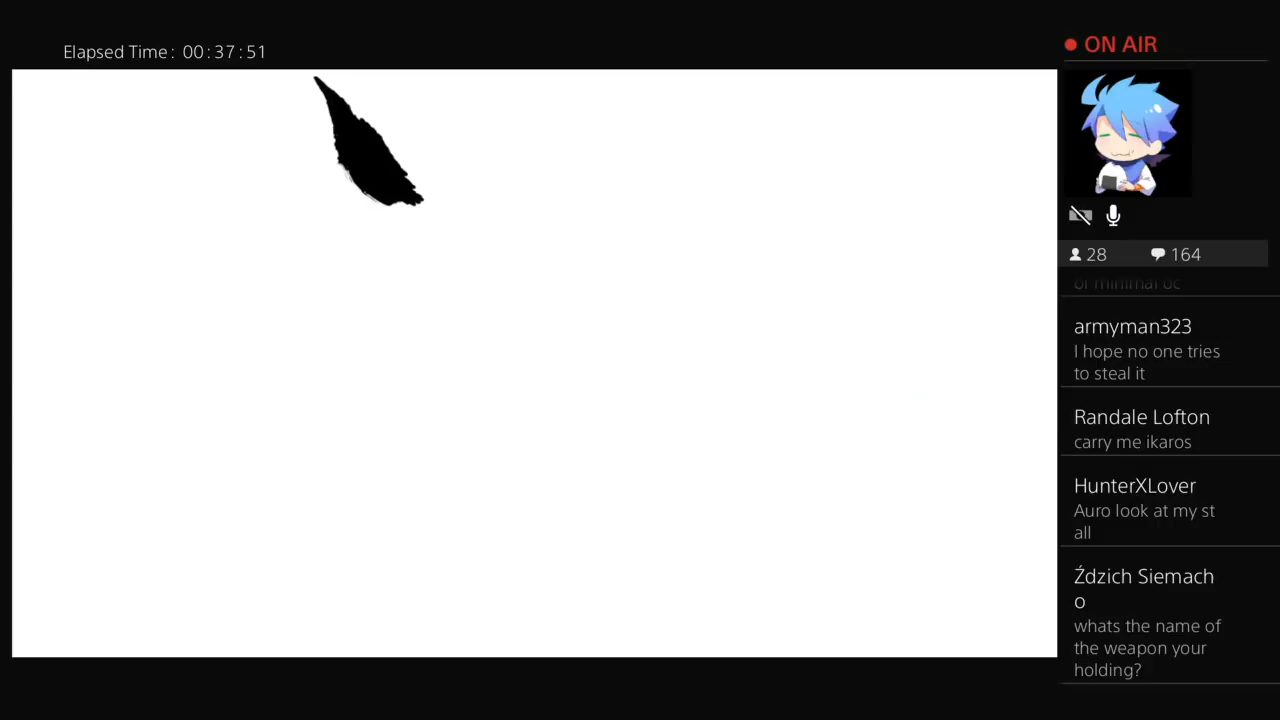 Elapsed Time: 00:37:51
ON AIR
28 164
armyman323
I hope no one tries
to steal it
Randale Lofton
carry me ikaros
HunterXLover
Auro look at my st
all
Ździch Siemach
o
whats the name of
the weapon your
holding?